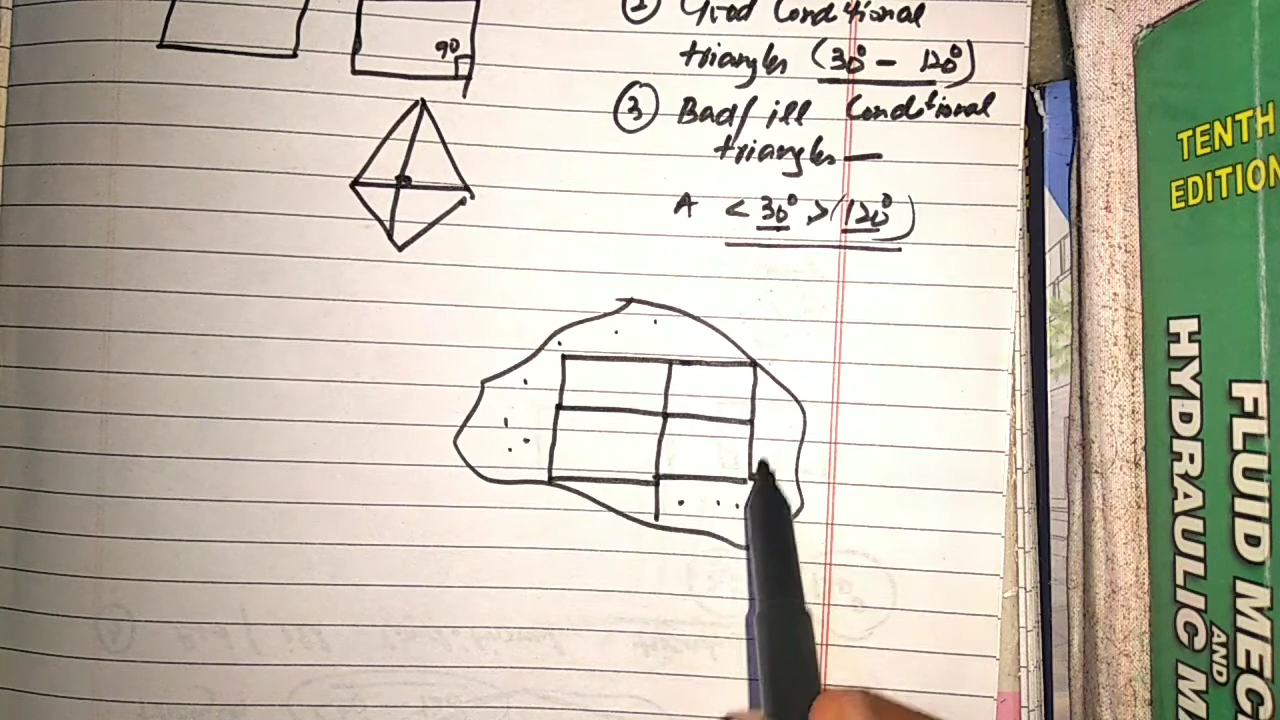 ② Good Conditional
triangles (30° - 120°)
③ Bad/ill Conditional
triangles —
A < 30° , > (120°)
90
TENTH
EDITION
FLUID MEC
AND
HYDRAULIC M